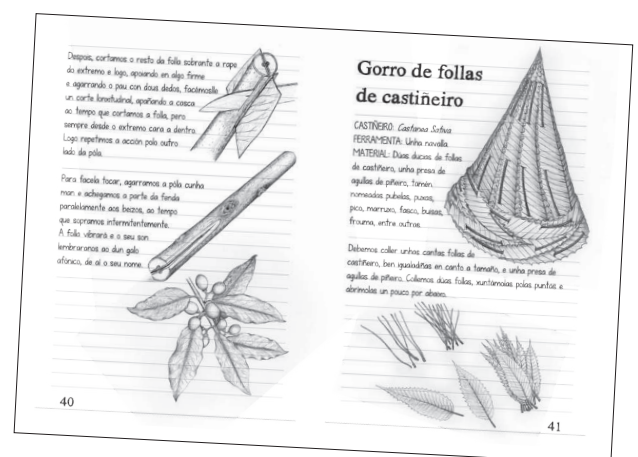 Despois, cortamos o resto da folla sobrante a rape
do extremo e logo, apoiando en algo firme
e agarrando o pau con dous dedos, facémoslle
un corte lonxitudinal, apañando a casca
ao tempo que cortamos a folla, pero
sempre desde o extremo cara a dentro.
Logo repetimos a acción polo outro
lado da póla.
Para facela tocar, agarramos a póla cunha
man e achegamos a parte da fenda
paralelamente aos beizos, ao tempo
que sopramos intermitentemente.
A folla vibrará e o seu son
lembraranos ao dun galo
afónico, de aí o seu nome.
40
Gorro de follas
de castiñeiro
CASTIÑEIRO: Castanea Sativa
FERRAMENTA: Unha navalla.
MATERIAL: Dúas ducias de follas
de castiñeiro, unha presa de
agullas de piñeiro, tamén
nomeadas pubelas, puxas,
pico, marruxo, fasco, buisas,
frouma, entre outros.
Debemos coller unhas cantas follas de
castiñeiro, ben igualadiñas en canto a tamaño, e unha presa de
agullas de piñeiro. Collemos dúas follas, xuntámolas polas puntas e
abrímolas un pouco por abaixo.
41